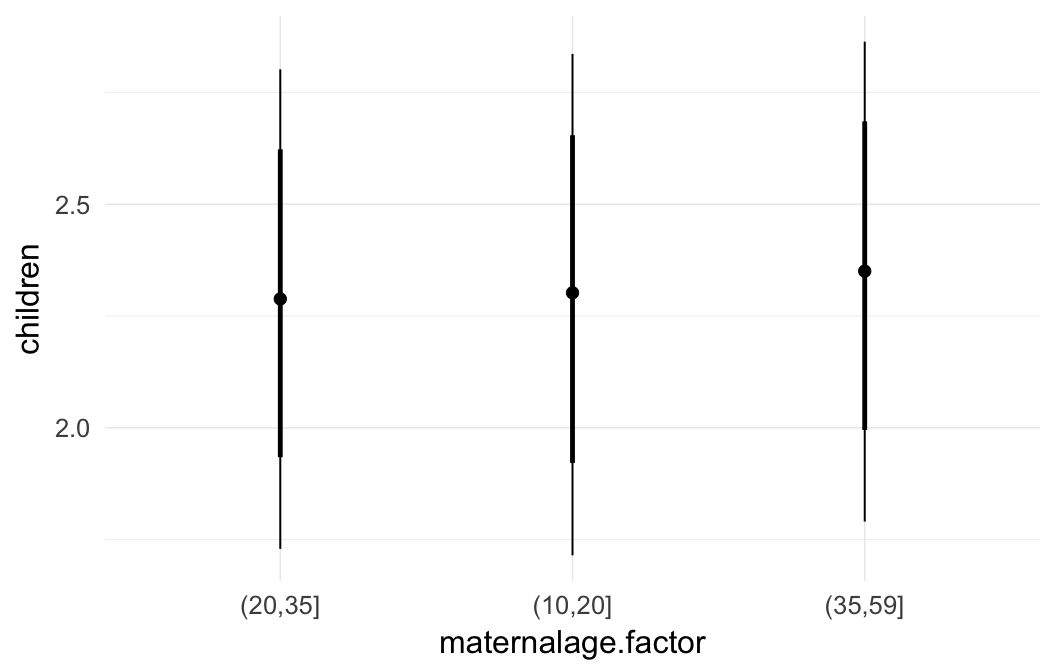 children
2.5
2.0
(20,35]
(10,20]
(35,59]
maternalage.factor